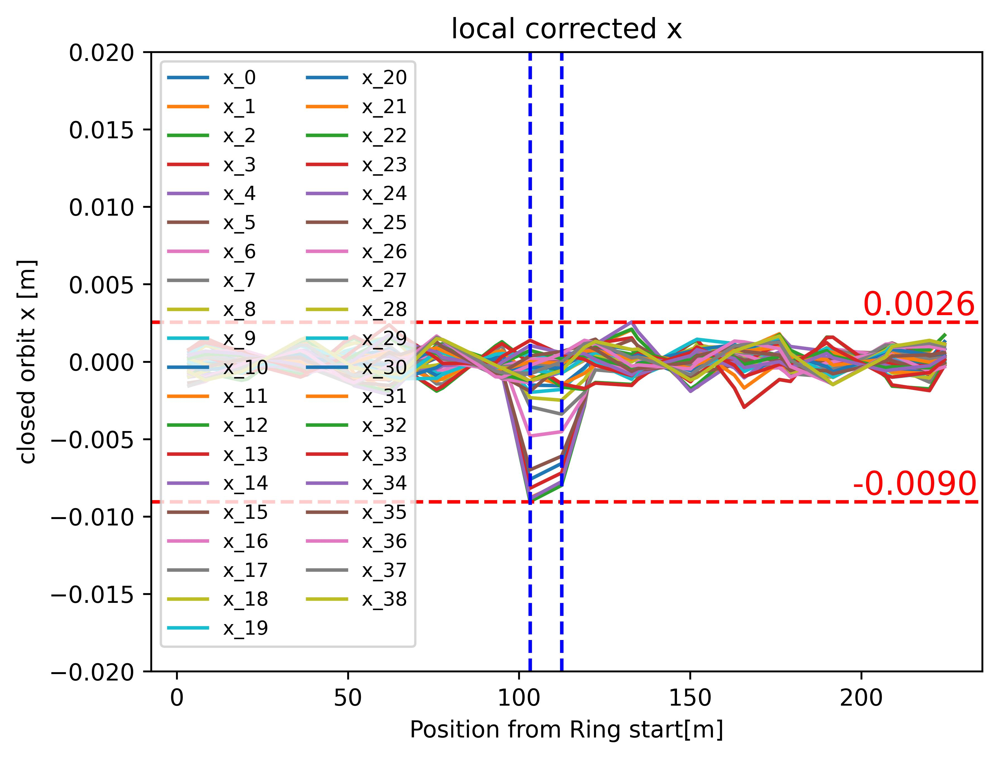 local corrected x
0.020
0.015
0.010
0.005
0.000
−0.005
−0.010
−0.015
−0.020
closed orbit x [m]
x_0
x_1
x_2
x_3
x_4
x_5
x_6
x_7
x_8
x_9
x_10
x_11
x_12
x_13
x_14
x_15
x_16
x_17
x_18
x_19
x_20
x_21
x_22
x_23
x_24
x_25
x_26
x_27
x_28
x_29
x_30
x_31
x_32
x_33
x_34
x_35
x_36
x_37
x_38
0.0026
-0.0090
0 50 100 150 200
Position from Ring start[m]